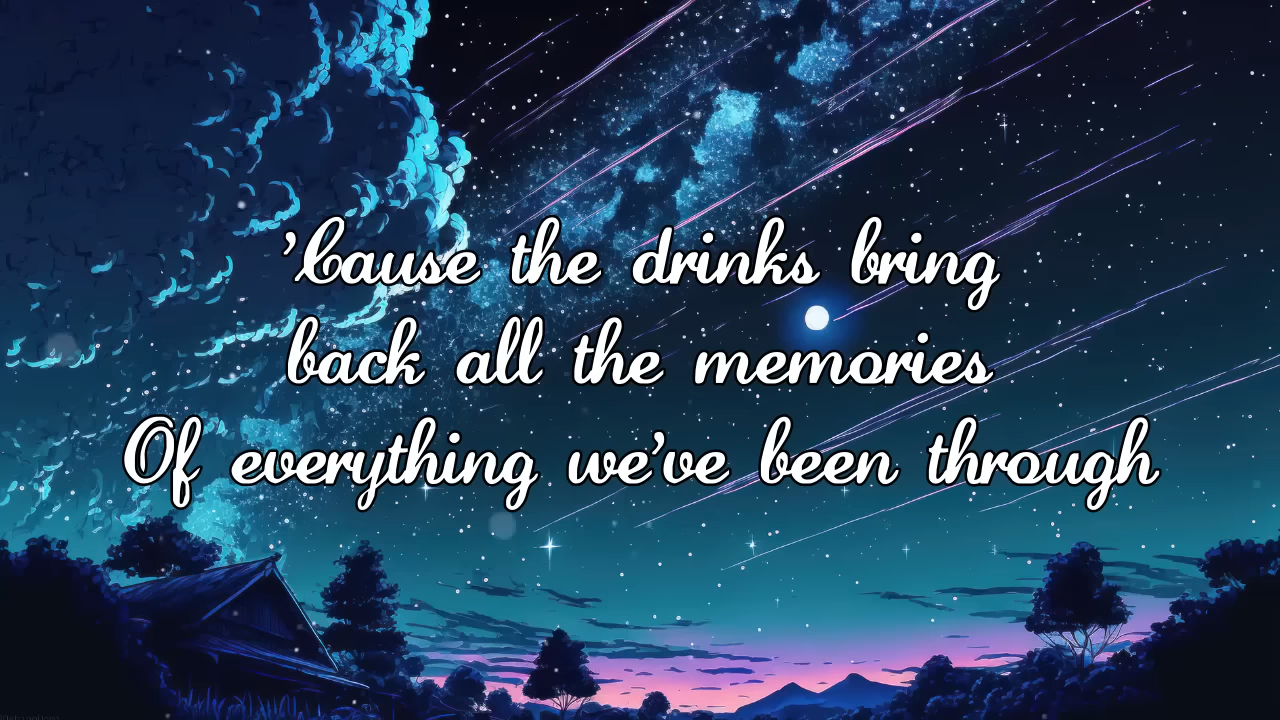 ’Cause the drinks bring
back all the memories
Of everything we’ve been through